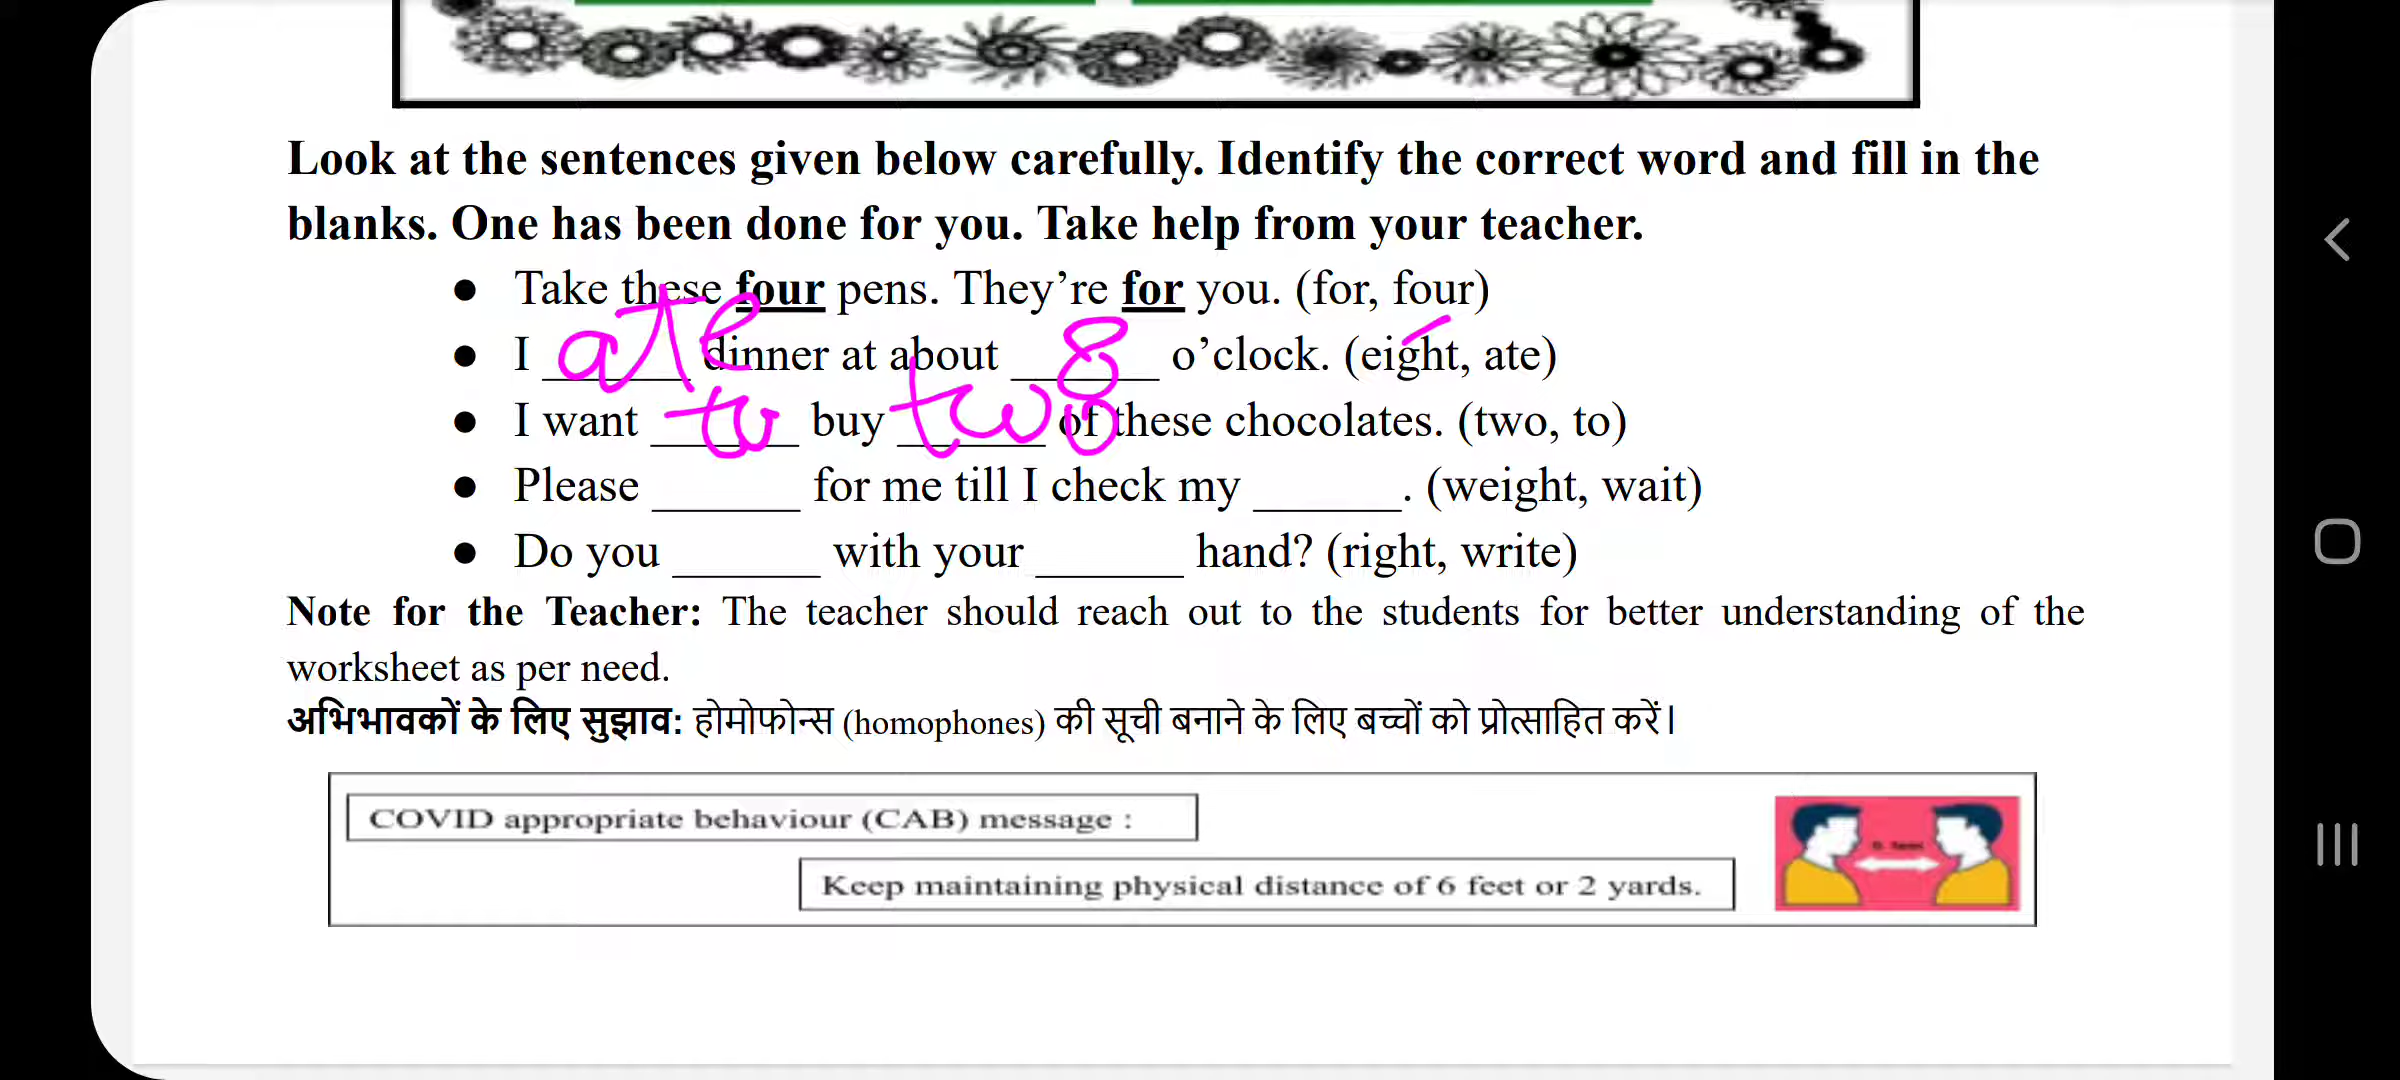 Look at the sentences given below carefully. Identify the correct word and fill in the
blanks. One has been done for you. Take help from your teacher.
● Take these four pens. They're for you. (for, four)
● I ate dinner at about 8 o'clock. (eight, ate)
● I want to buy two of these chocolates. (two, to)
● Please ______ for me till I check my ______. (weight, wait)
● Do you ______ with your ______ hand? (right, write)
Note for the Teacher: The teacher should reach out to the students for better understanding of the
worksheet as per need.
अभिभावकों के लिए सुझाव: होमोफोन्स (homophones) की सूची बनाने के लिए बच्चों को प्रोत्साहित करें।
COVID appropriate behaviour (CAB) message :
Keep maintaining physical distance of 6 feet or 2 yards.